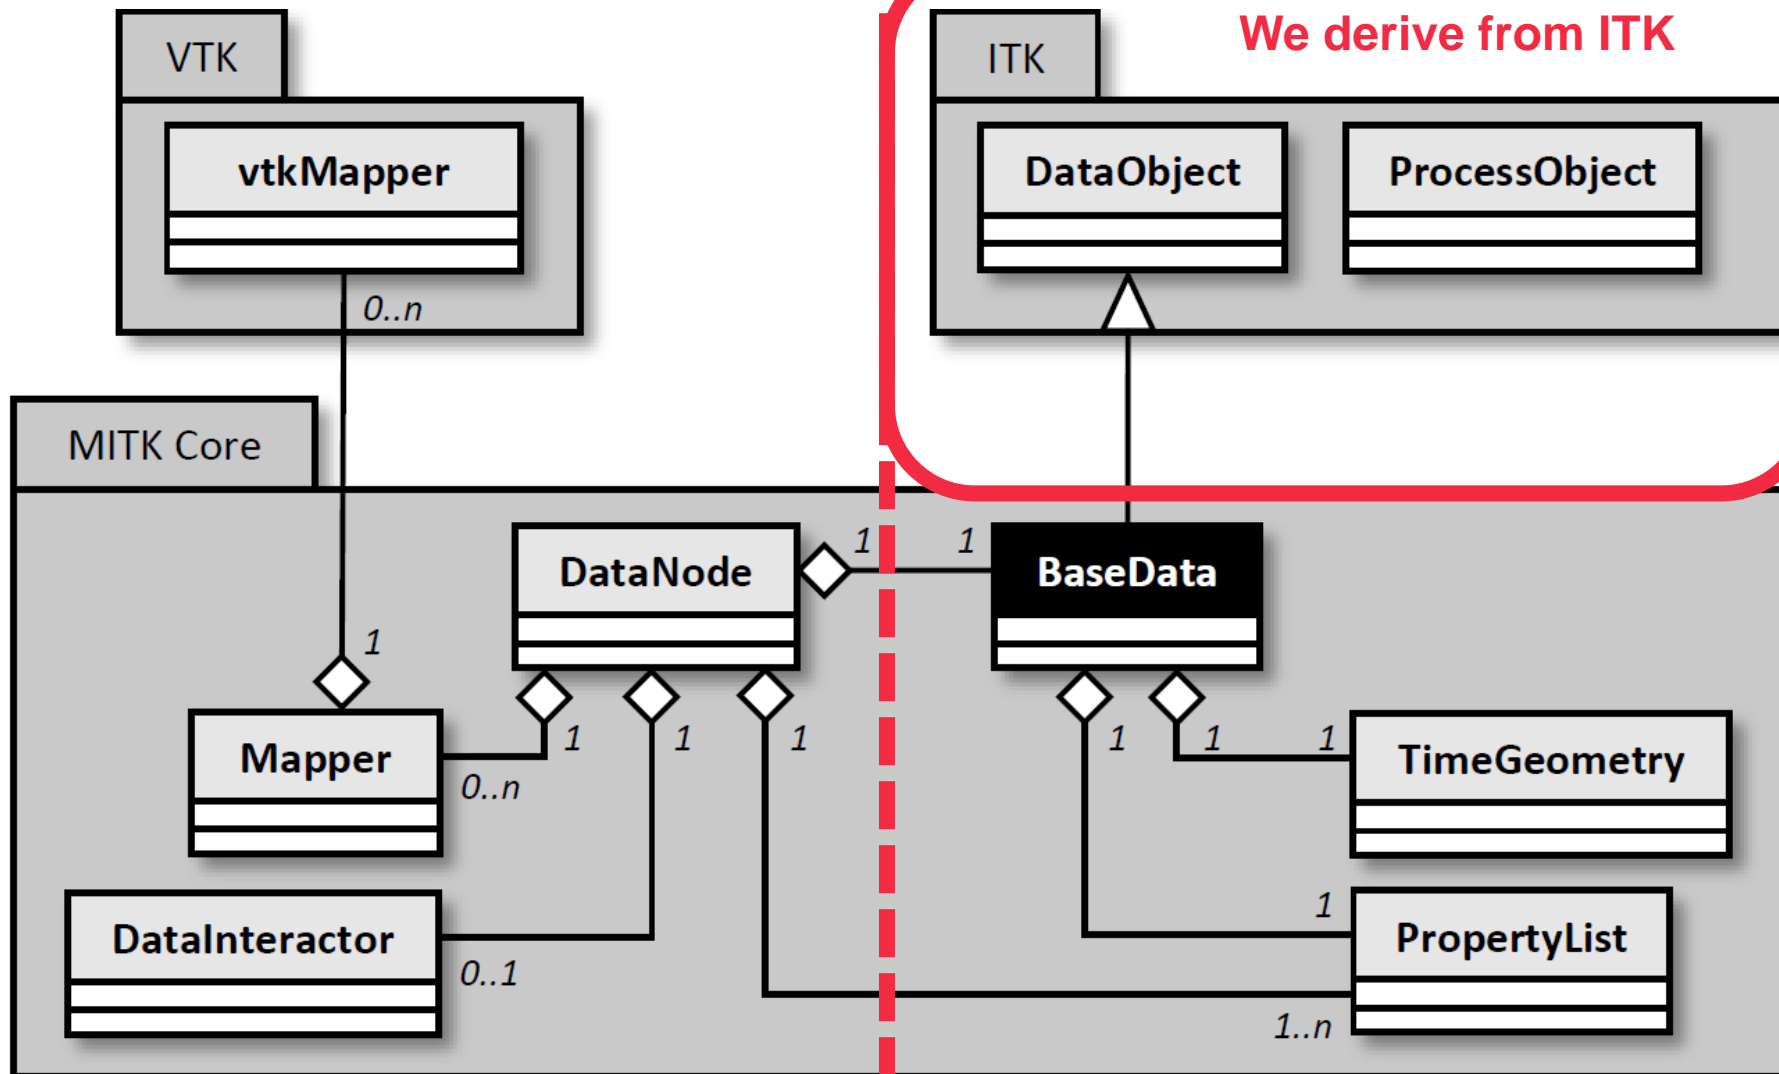 We derive from ITK
VTK
ITK
vtkMapper
DataObject
ProcessObject
0..n
MITK Core
DataNode
1
1
BaseData
1
Mapper
0..n
1
1
1
1
1
1
TimeGeometry
DataInteractor
0..1
1
PropertyList
1..n